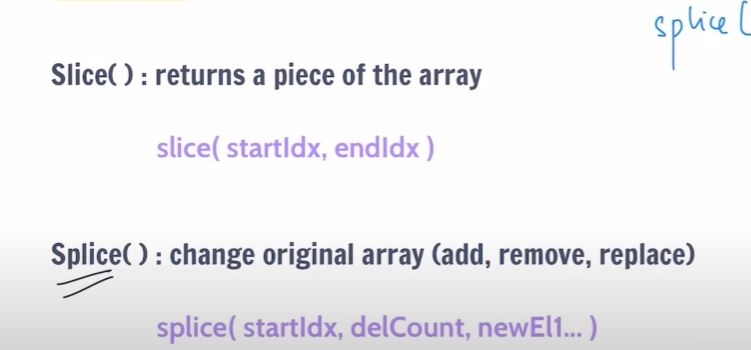 splice (
Slice( ) : returns a piece of the array
slice( startIdx, endIdx )
Splice( ) : change original array (add, remove, replace)
splice( startIdx, delCount, newEl1... )